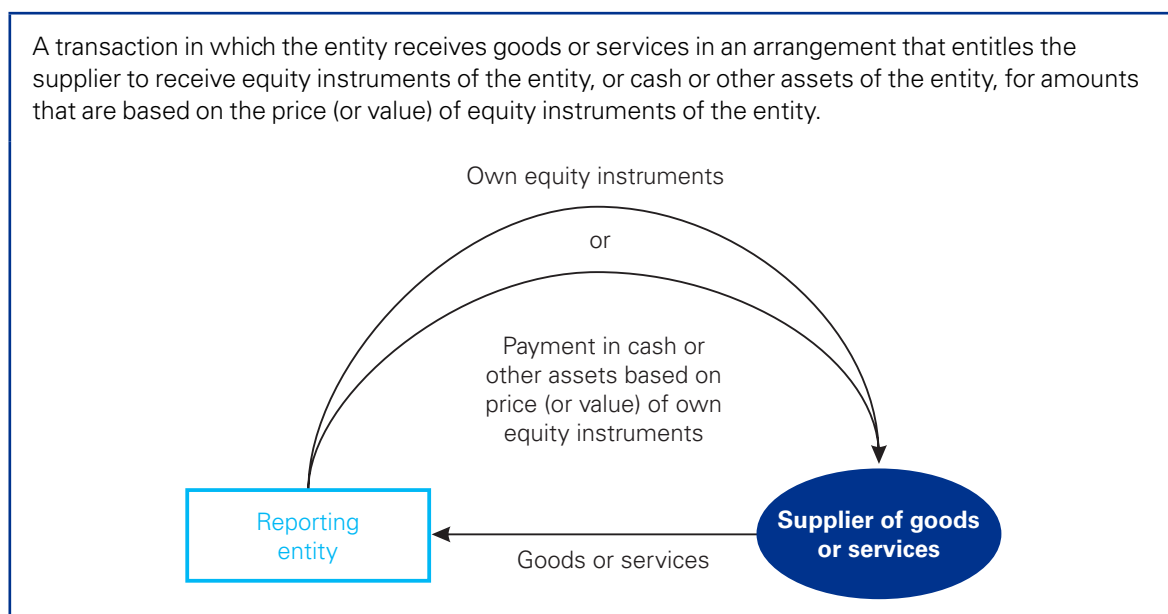 A transaction in which the entity receives goods or services in an arrangement that entitles the
supplier to receive equity instruments of the entity, or cash or other assets of the entity, for amounts
that are based on the price (or value) of equity instruments of the entity.
Own equity instruments
or
Payment in cash or
other assets based on
price (or value) of own
equity instruments
Reporting
entity
Goods or services
Supplier of goods
or services